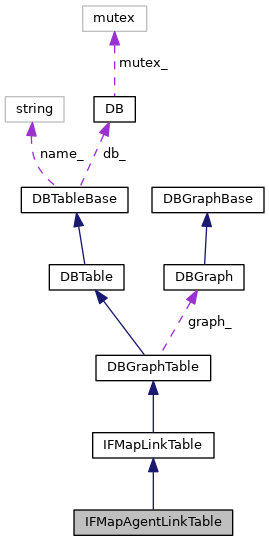 mutex
mutex_
string
DB
name_
db_
DBTableBase
DBGraphBase
DBTable
DBGraph
graph_
DBGraphTable
IFMapLinkTable
IFMapAgentLinkTable